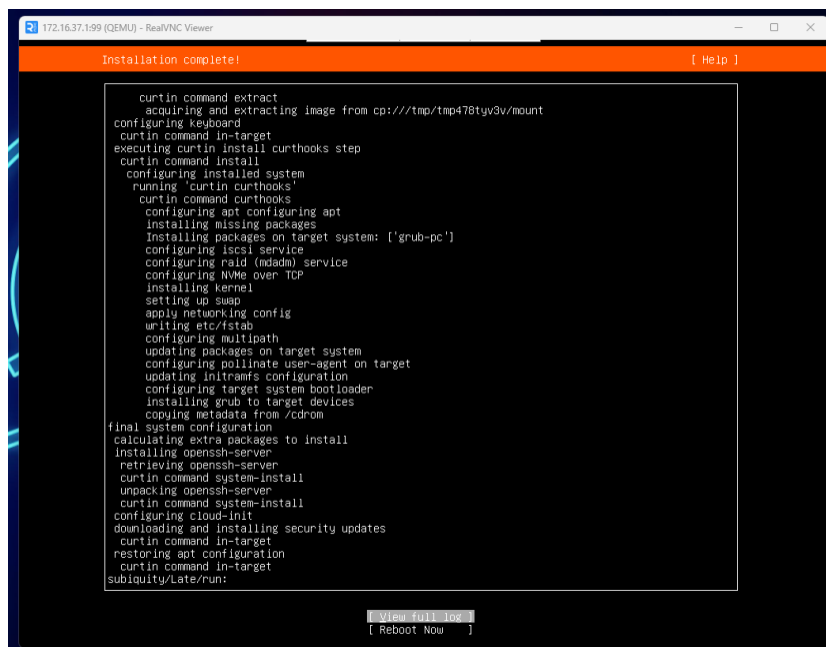 172.16.37.1:99 (QEMU) - RealVNC Viewer
Installation complete!
[ Help ]
curtin command extract
acquiring and extracting image from cp:///tmp/tmp478tyv3v/mount
configuring keyboard
curtin command in-target
executing curtin install curthooks step
curtin command install
configuring installed system
running 'curtin curthooks'
curtin command curthooks
configuring apt configuring apt
installing missing packages
Installing packages on target system: ['grub-pc']
configuring iscsi service
configuring raid (mdadm) service
configuring NVMe over TCP
installing kernel
setting up swap
apply networking config
writing etc/fstab
configuring multipath
updating packages on target system
configuring pollinate user-agent on target
updating initramfs configuration
configuring target system bootloader
installing grub to target devices
copying metadata from /cdrom
final system configuration
calculating extra packages to install
installing openssh-server
retrieving openssh-server
curtin command system-install
unpacking openssh-server
curtin command system-install
configuring cloud-init
downloading and installing security updates
curtin command in-target
restoring apt configuration
curtin command in-target
subiquity/Late/run:
[ View full log ]
[ Reboot Now ]